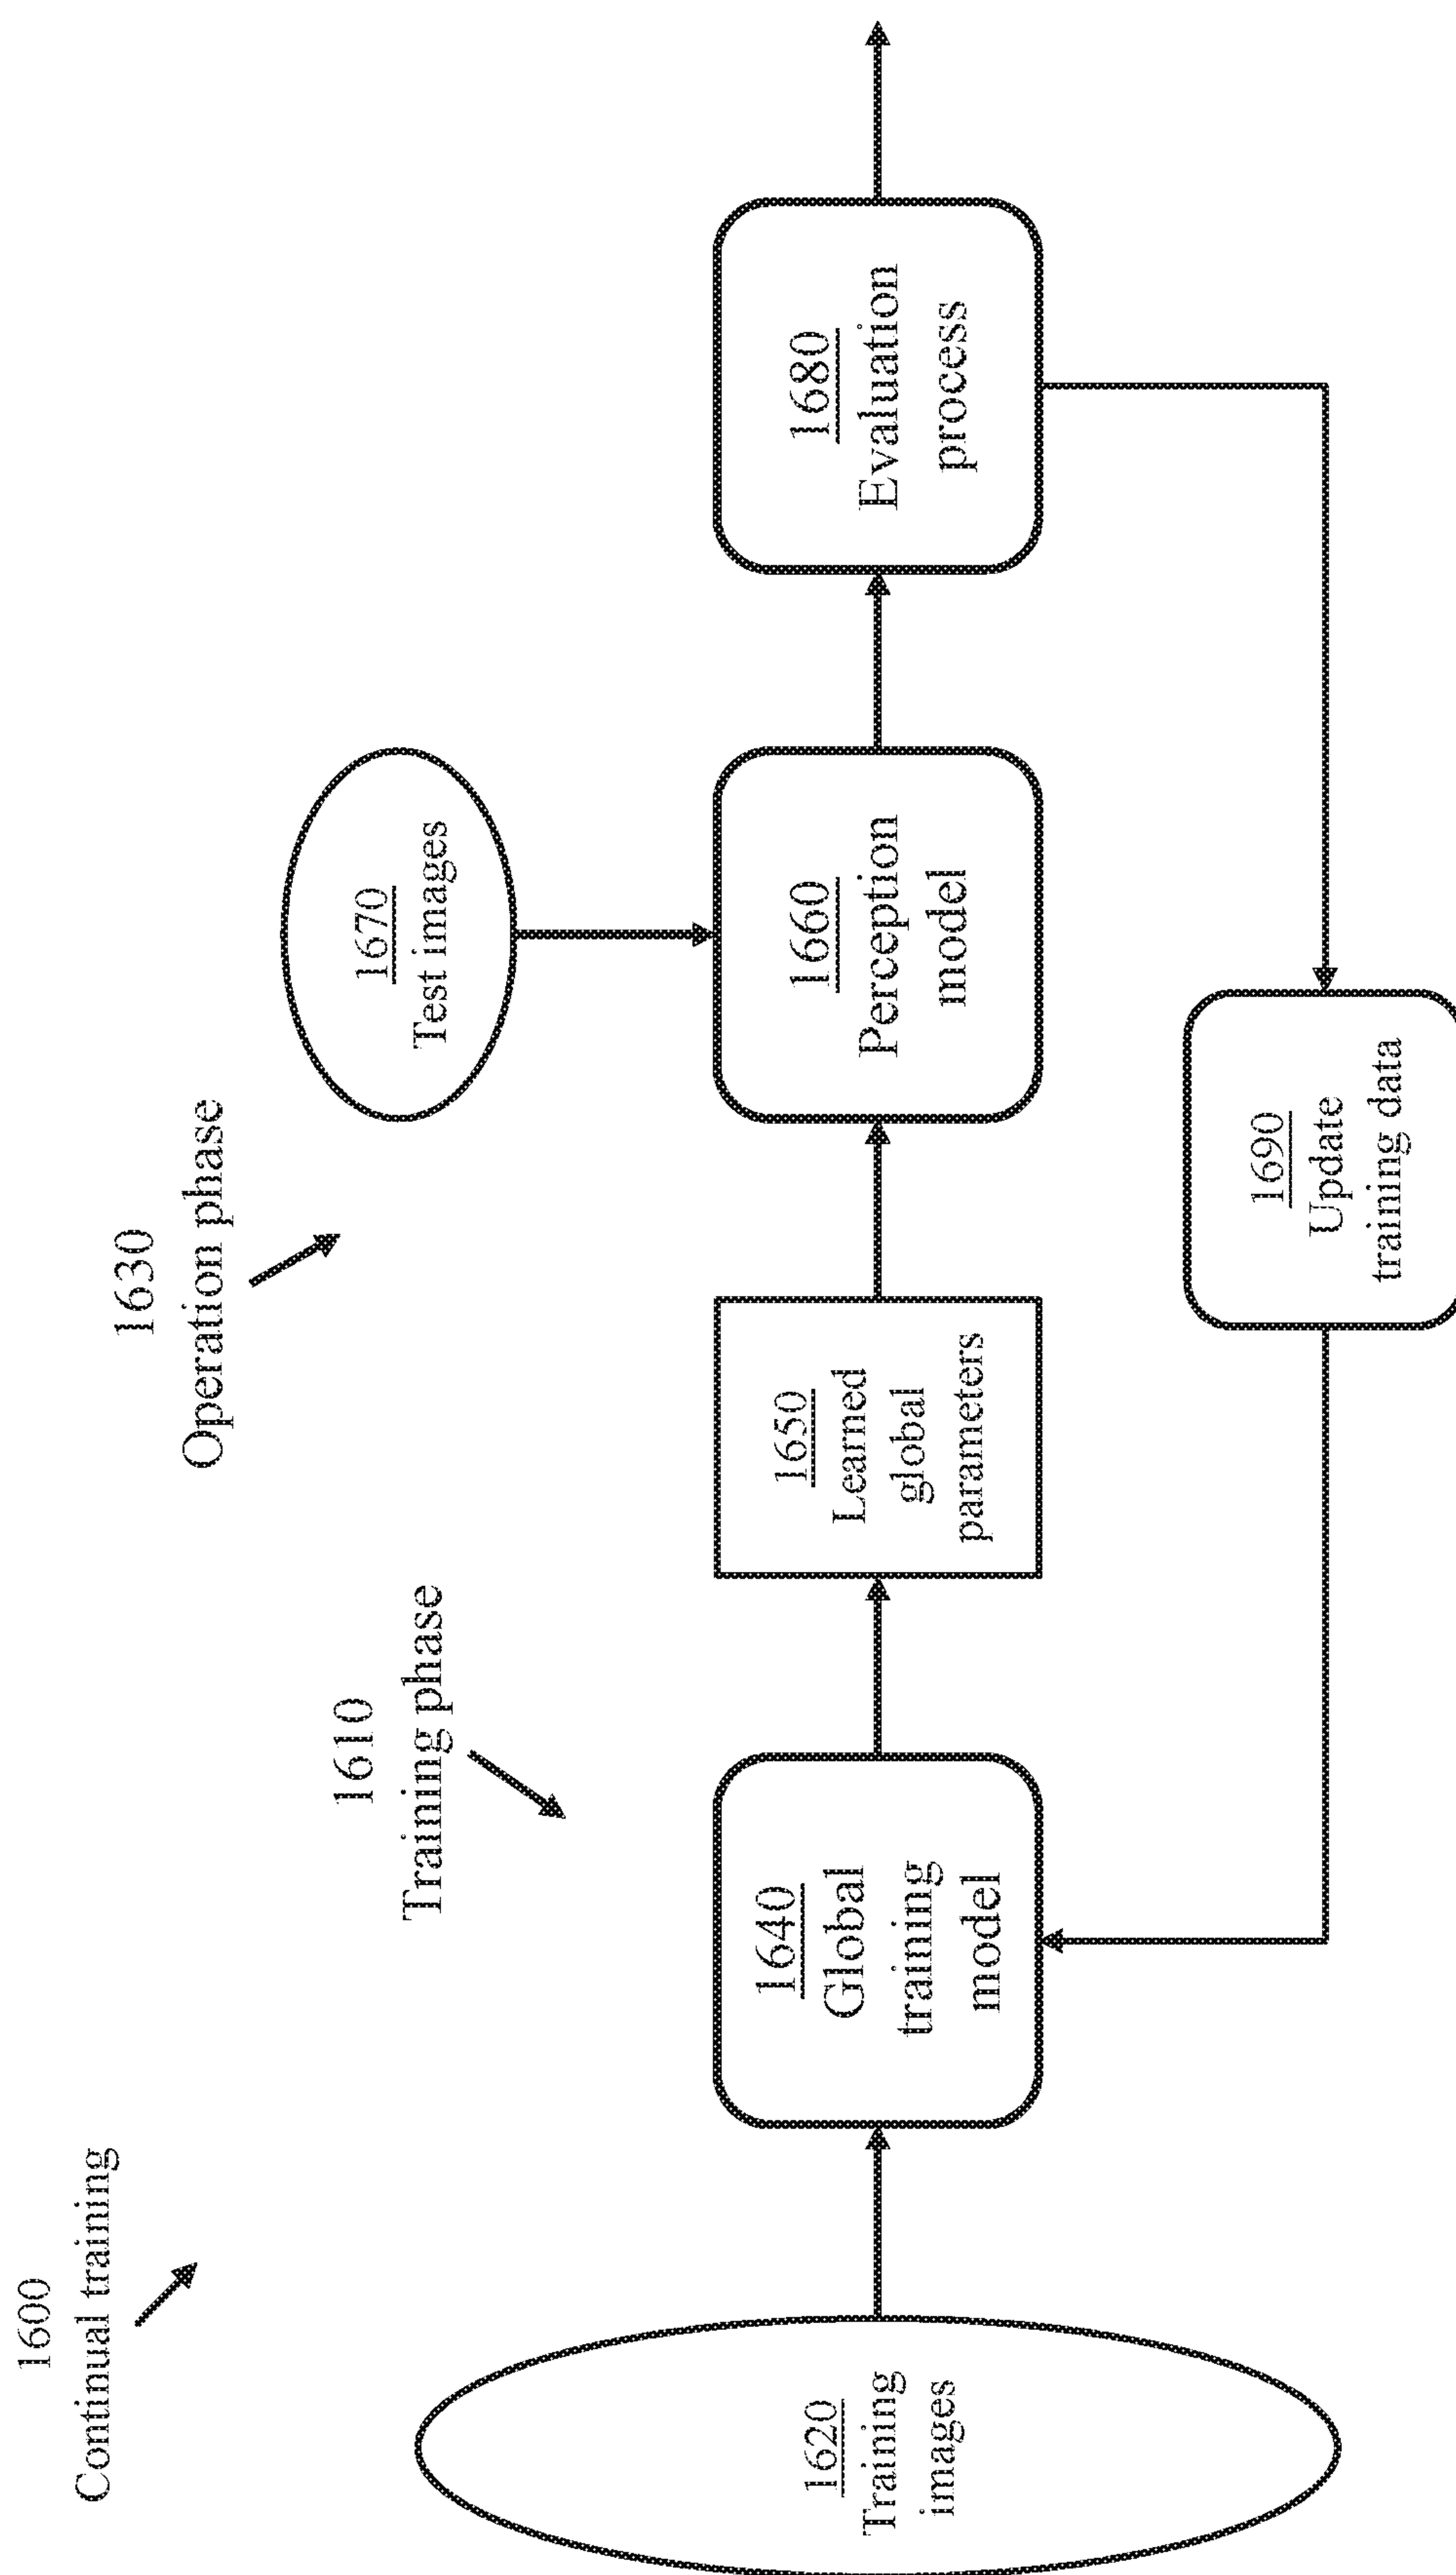 1600
Continual training
1610
Training phase
1630
Operation phase
1620
Training
images
1640
Global
training
model
1650
Learned
global
parameters
1670
Test images
1660
Perception
model
1680
Evaluation
process
1690
Update
training data